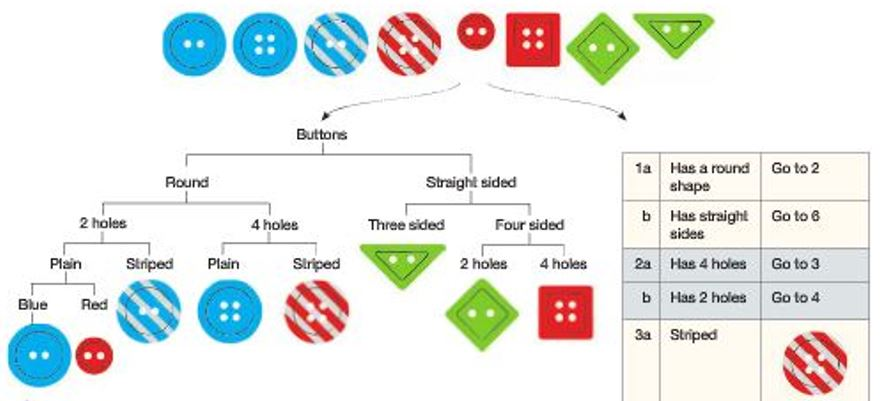 Buttons
Round
Straight sided
2 holes
4 holes
Three sided
Four sided
Plain
Striped
Plain
Striped
2 holes
4 holes
Blue
Red
1a Has a round shape Go to 2
b Has straight sides Go to 6
2a Has 4 holes Go to 3
b Has 2 holes Go to 4
3a Striped